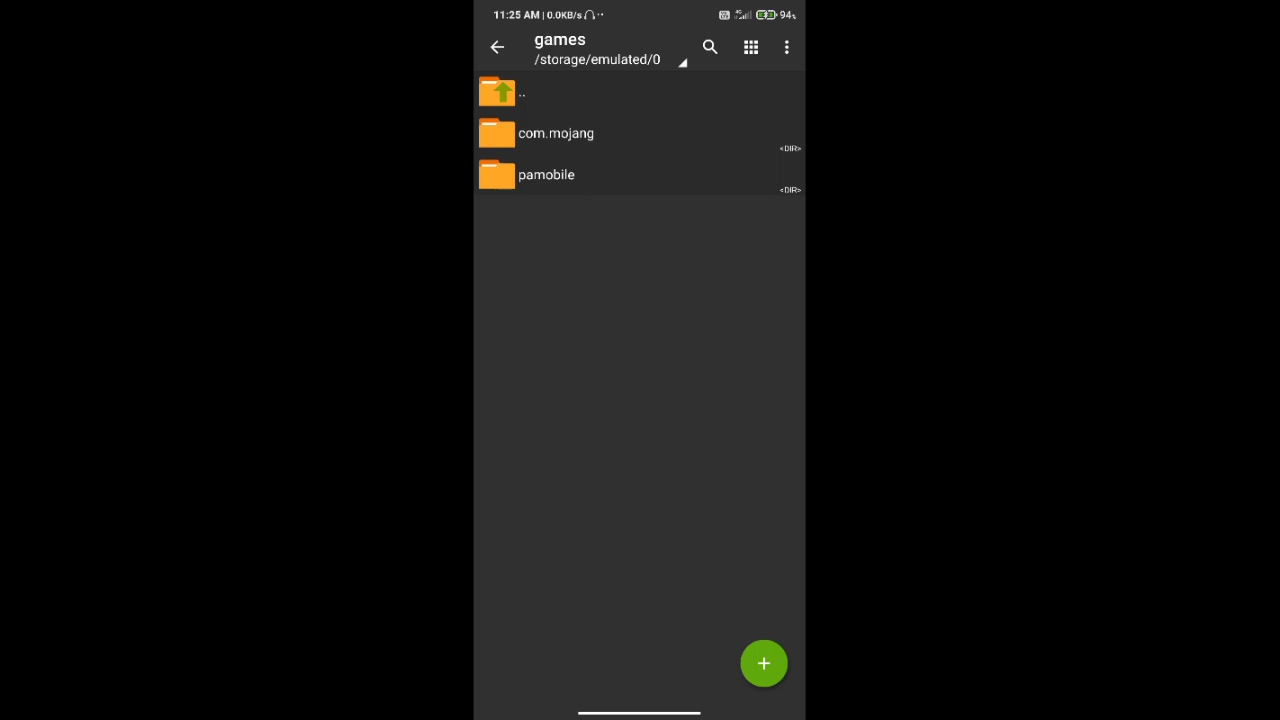 11:25 AM | 0.0KB/s
94%
games
/storage/emulated/0
..
com.mojang
<DIR>
pamobile
<DIR>